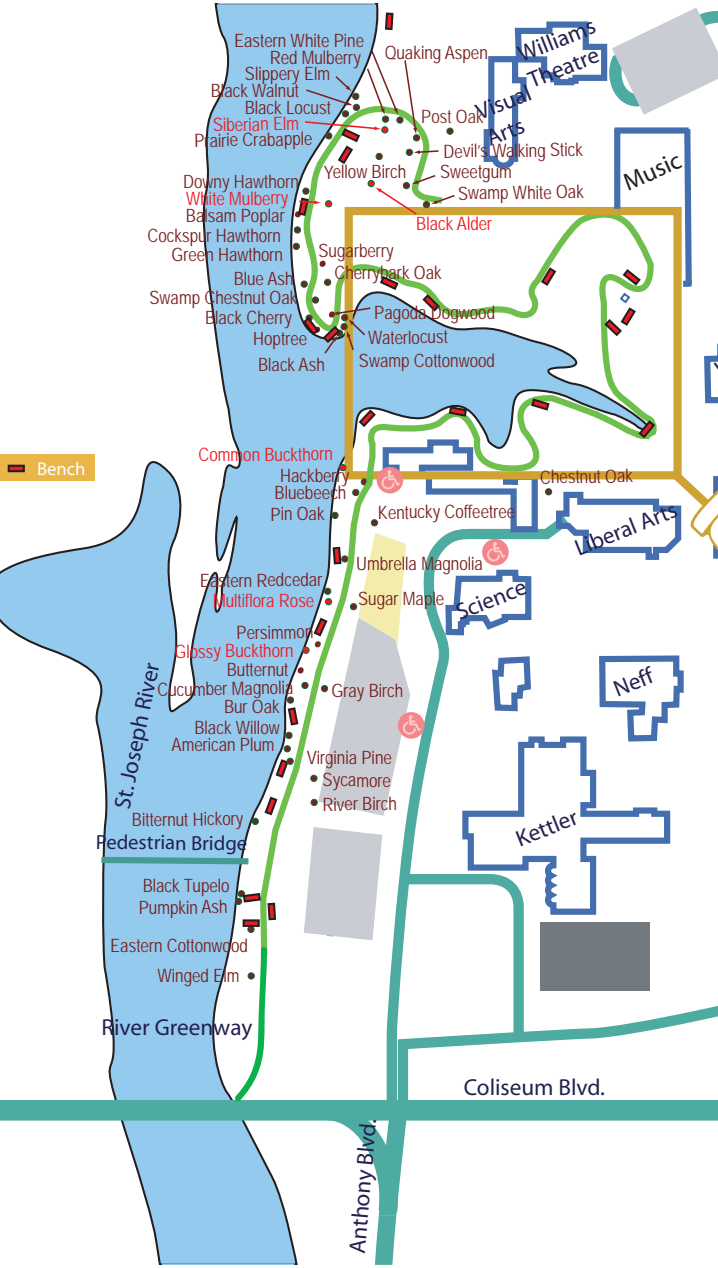 Williams
Theatre
Visual
Arts
Music
Eastern White Pine
Red Mulberry
Quaking Aspen
Slippery Elm
Black Walnut
Black Locust
Siberian Elm
Post Oak
Prairie Crabapple
Devil's Walking Stick
Yellow Birch
Sweetgum
Downy Hawthorn
White Mulberry
Swamp White Oak
Balsam Poplar
Black Alder
Cockspur Hawthorn
Green Hawthorn
Sugarberry
Cherrybark Oak
Blue Ash
Swamp Chestnut Oak
Black Cherry
Pagoda Dogwood
Hoptree
Waterlocust
Black Ash
Swamp Cottonwood
Common Buckthorn
Bench
Hackberry
Chestnut Oak
Bluebeech
Pin Oak
Kentucky Coffeetree
Liberal Arts
Umbrella Magnolia
Eastern Redcedar
Multiflora Rose
Sugar Maple
Science
Persimmon
Glossy Buckthorn
Butternut
Cucumber Magnolia
Gray Birch
Neff
Bur Oak
Black Willow
American Plum
St. Joseph River
Virginia Pine
Sycamore
River Birch
Bitternut Hickory
Kettler
Pedestrian Bridge
Black Tupelo
Pumpkin Ash
Eastern Cottonwood
Winged Elm
River Greenway
Coliseum Blvd.
Anthony Blvd.